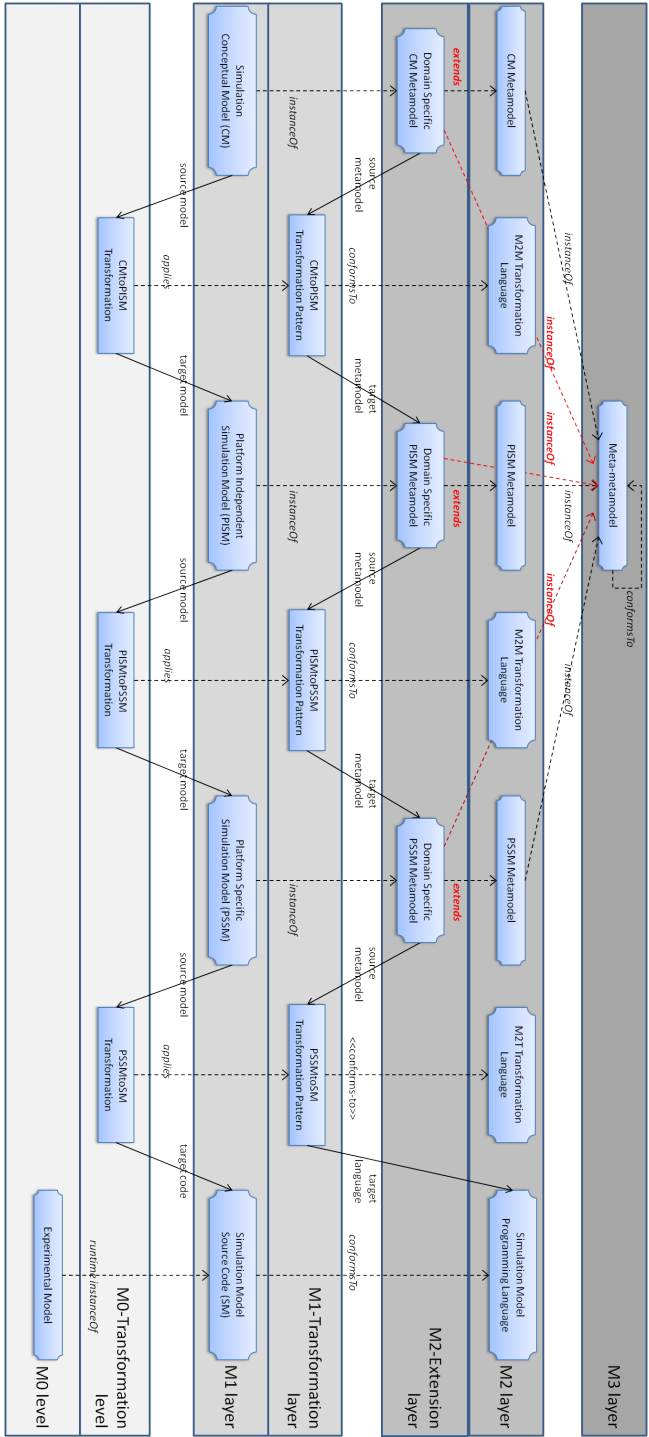 Meta-metamodel
conformsTo
M3 layer
instanceOf
instanceOf
instanceOf
instanceOf
instanceOf
instanceOf
CM Metamodel
M2M Transformation
Language
PISM Metamodel
M2M Transformation
Language
PSSM Metamodel
M2T Transformation
Language
Simulation Model
Programming Language
M2 layer
extends
extends
extends
Domain Specific
CM Metamodel
Domain Specific
PISM Metamodel
Domain Specific
PSSM Metamodel
M2-Extension
layer
source
metamodel
conformsTo
target
metamodel
source
metamodel
conformsTo
target
metamodel
source
metamodel
<<conforms-to>>
target
language
conformsTo
CMtoPISM
Transformation Pattern
PISMtoPSSM
Transformation Pattern
PSSMtoSM
Transformation Pattern
M1-Transformation
layer
instanceOf
instanceOf
instanceOf
Simulation
Conceptual Model (CM)
Platform Independent
Simulation Model (PISM)
Platform Specific
Simulation Model (PSSM)
Simulation Model
Source Code (SM)
M1 layer
source model
applies
target model
source model
applies
target model
source model
applies
target code
CMtoPISM
Transformation
PISMtoPSSM
Transformation
PSSMtoSM
Transformation
runtime instanceOf
M0-Transformation
level
Experimental Model
M0 level